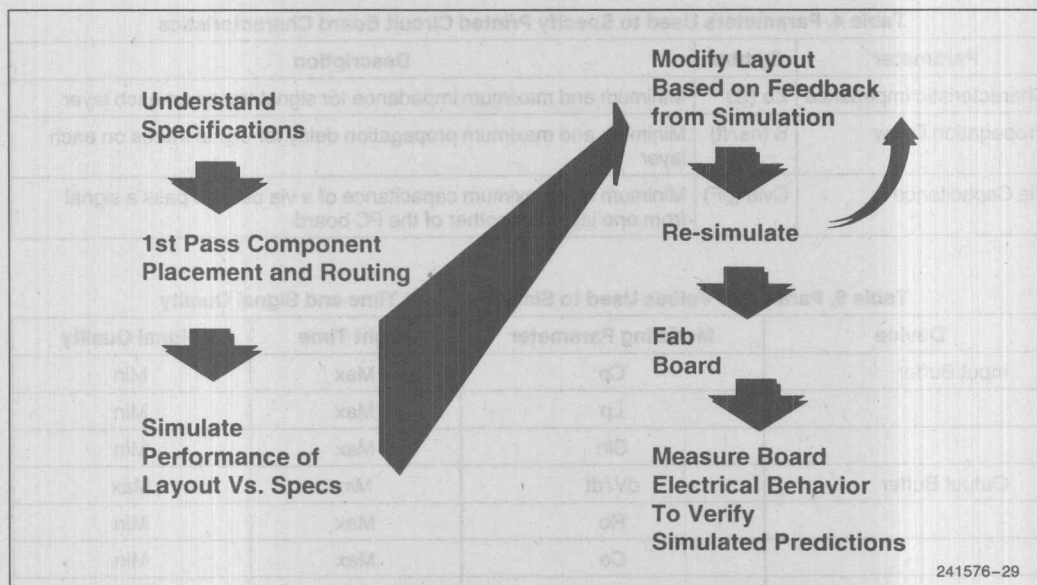 Understand
Specifications
1st Pass Component
Placement and Routing
Simulate
Performance of
Layout Vs. Specs
Modify Layout
Based on Feedback
from Simulation
Re-simulate
Fab
Board
Measure Board
Electrical Behavior
To Verify
Simulated Predictions
241576–29